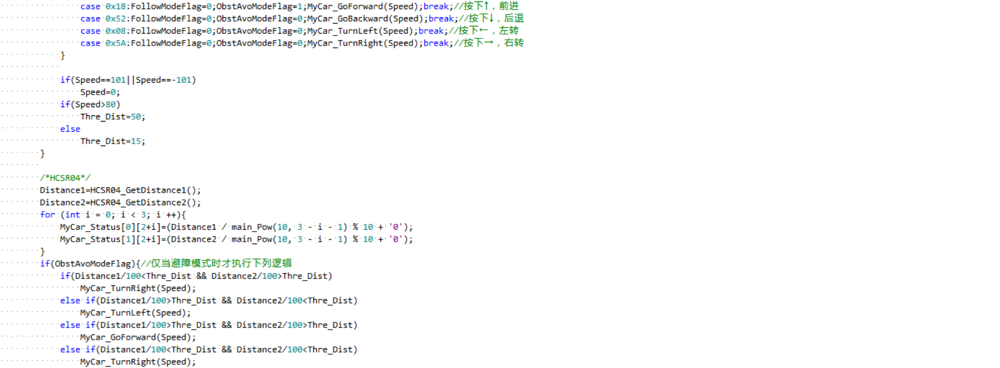 case 0x18:FollowModeFlag=0;ObstAvoModeFlag=1;MyCar_GoForward(Speed);break;//按下↑，前进
case 0x52:FollowModeFlag=0;ObstAvoModeFlag=0;MyCar_GoBackward(Speed);break;//按下↓，后退
case 0x08:FollowModeFlag=0;ObstAvoModeFlag=0;MyCar_TurnLeft(Speed);break;//按下←，左转
case 0x5A:FollowModeFlag=0;ObstAvoModeFlag=0;MyCar_TurnRight(Speed);break;//按下→，右转
}
if(Speed==101||Speed==-101)
Speed=0;
if(Speed>80)
Thre_Dist=50;
else
Thre_Dist=15;
}
/*HCSR04*/
Distance1=HCSR04_GetDistance1();
Distance2=HCSR04_GetDistance2();
for (int i = 0; i < 3; i ++){
MyCar_Status[0][2+i]=(Distance1 / main_Pow(10, 3 - i - 1) % 10 + '0');
MyCar_Status[1][2+i]=(Distance2 / main_Pow(10, 3 - i - 1) % 10 + '0');
}
if(ObstAvoModeFlag){//仅当避障模式时才执行下列逻辑
if(Distance1/100<Thre_Dist && Distance2/100>Thre_Dist)
MyCar_TurnRight(Speed);
else if(Distance1/100>Thre_Dist && Distance2/100<Thre_Dist)
MyCar_TurnLeft(Speed);
else if(Distance1/100>Thre_Dist && Distance2/100>Thre_Dist)
MyCar_GoForward(Speed);
else if(Distance1/100<Thre_Dist && Distance2/100<Thre_Dist)
MyCar_TurnRight(Speed);